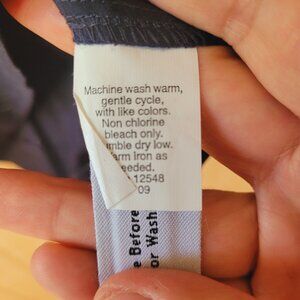 Machine wash warm,
gentle cycle,
with like colors.
Non chlorine
bleach only.
mble dry low.
arm iron as
eeded.
12548
09
e Before
or Wash